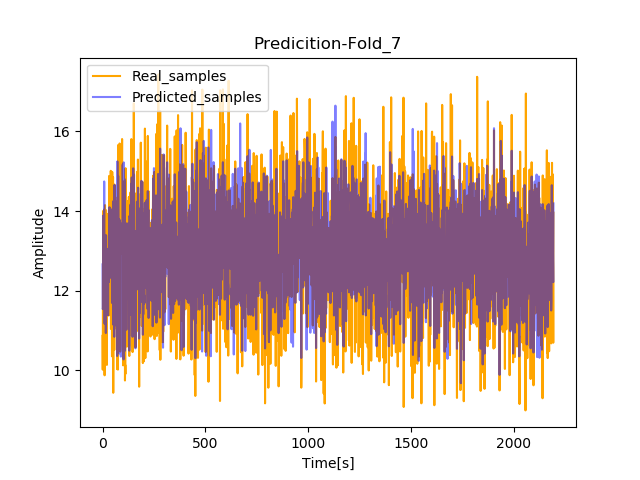 Predicition-Fold_7
Real_samples
Predicted_samples
16
14
12
10
Amplitude
0
500
1000
1500
2000
Time[s]